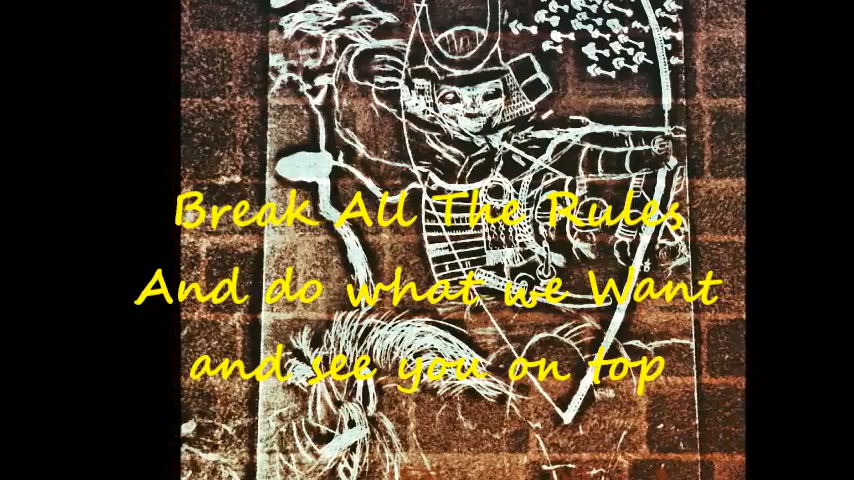 Break All The Rules
And do what we Want
and see you on top